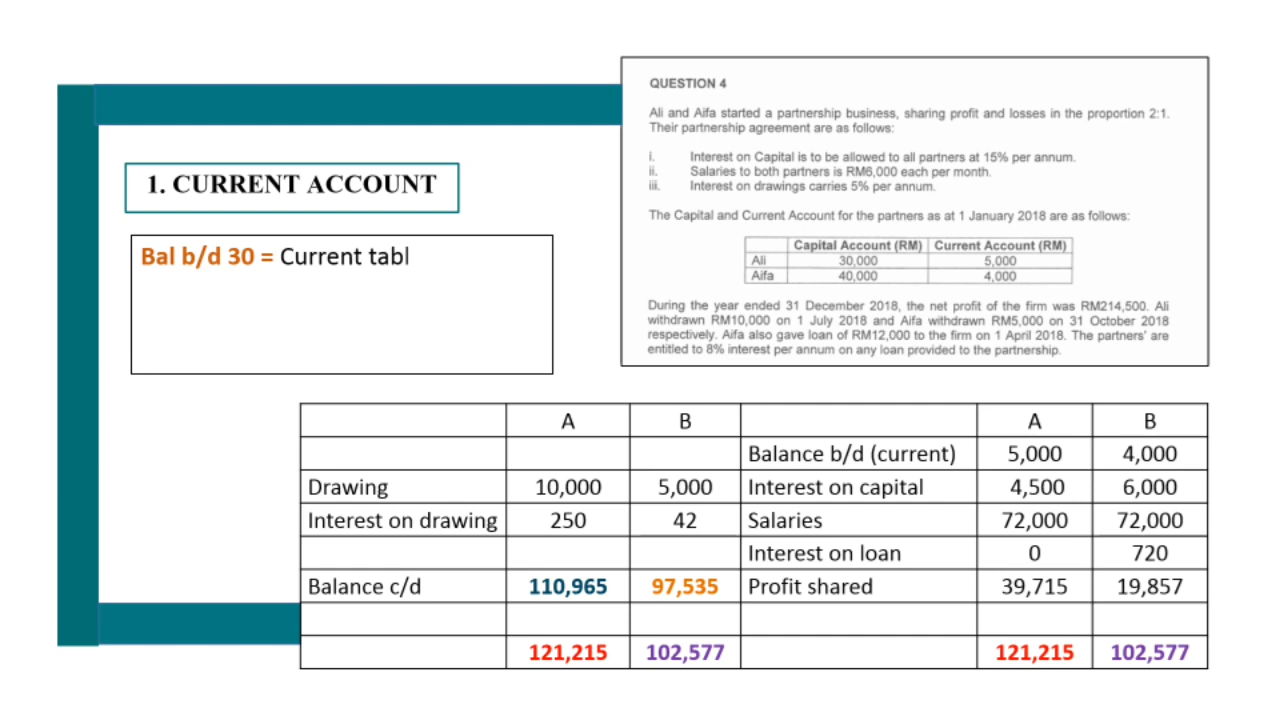 1. CURRENT ACCOUNT
Bal b/d 30 = Current tabl
QUESTION 4
Ali and Aifa started a partnership business, sharing profit and losses in the proportion 2:1.
Their partnership agreement are as follows:
i. Interest on Capital is to be allowed to all partners at 15% per annum.
ii. Salaries to both partners is RM6,000 each per month.
iii. Interest on drawings carries 5% per annum.
The Capital and Current Account for the partners as at 1 January 2018 are as follows:
Capital Account (RM) Current Account (RM)
Ali 30,000 5,000
Aifa 40,000 4,000
During the year ended 31 December 2018, the net profit of the firm was RM214,500. Ali
withdrawn RM10,000 on 1 July 2018 and Aifa withdrawn RM5,000 on 31 October 2018
respectively. Aifa also gave loan of RM12,000 to the firm on 1 April 2018. The partners' are
entitled to 8% interest per annum on any loan provided to the partnership.
A B A B
Balance b/d (current) 5,000 4,000
Drawing 10,000 5,000 Interest on capital 4,500 6,000
Interest on drawing 250 42 Salaries 72,000 72,000
Interest on loan 0 720
Balance c/d 110,965 97,535 Profit shared 39,715 19,857
121,215 102,577 121,215 102,577